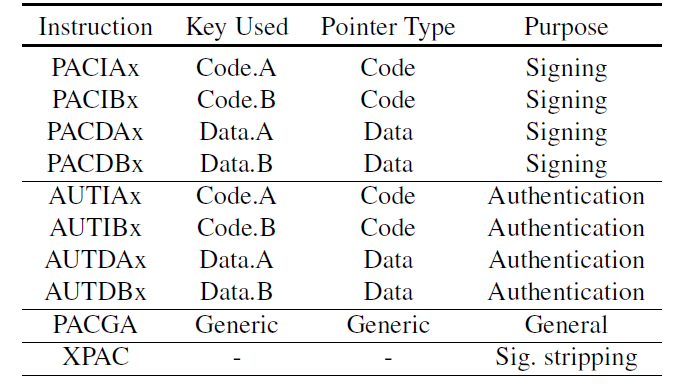 Instruction Key Used Pointer Type Purpose
PACIAx Code.A Code Signing
PACIBx Code.B Code Signing
PACDAx Data.A Data Signing
PACDBx Data.B Data Signing
AUTIAx Code.A Code Authentication
AUTIBx Code.B Code Authentication
AUTDAx Data.A Data Authentication
AUTDBx Data.B Data Authentication
PACGA Generic Generic General
XPAC - - Sig. stripping